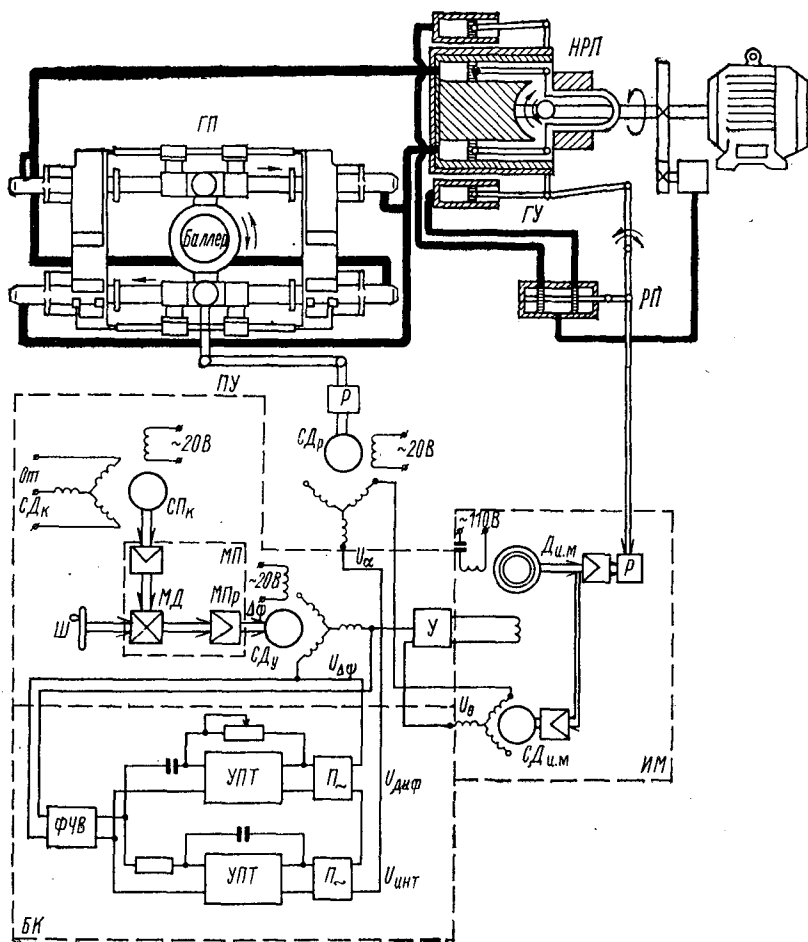 НРП
ГП
Баллер
ГУ
РП
ПУ
Р
СДр
~20В
~20В
От
СДк
СПк
Uα
~110В
Ди.м
Р
МП
~20В
МД
МПр
Δφ
Ш
СДу
У
UΔφ
Uв
СДи.м
ИМ
УПТ
П~
Uдиф
ФЧВ
УПТ
П~
Uинт
БК